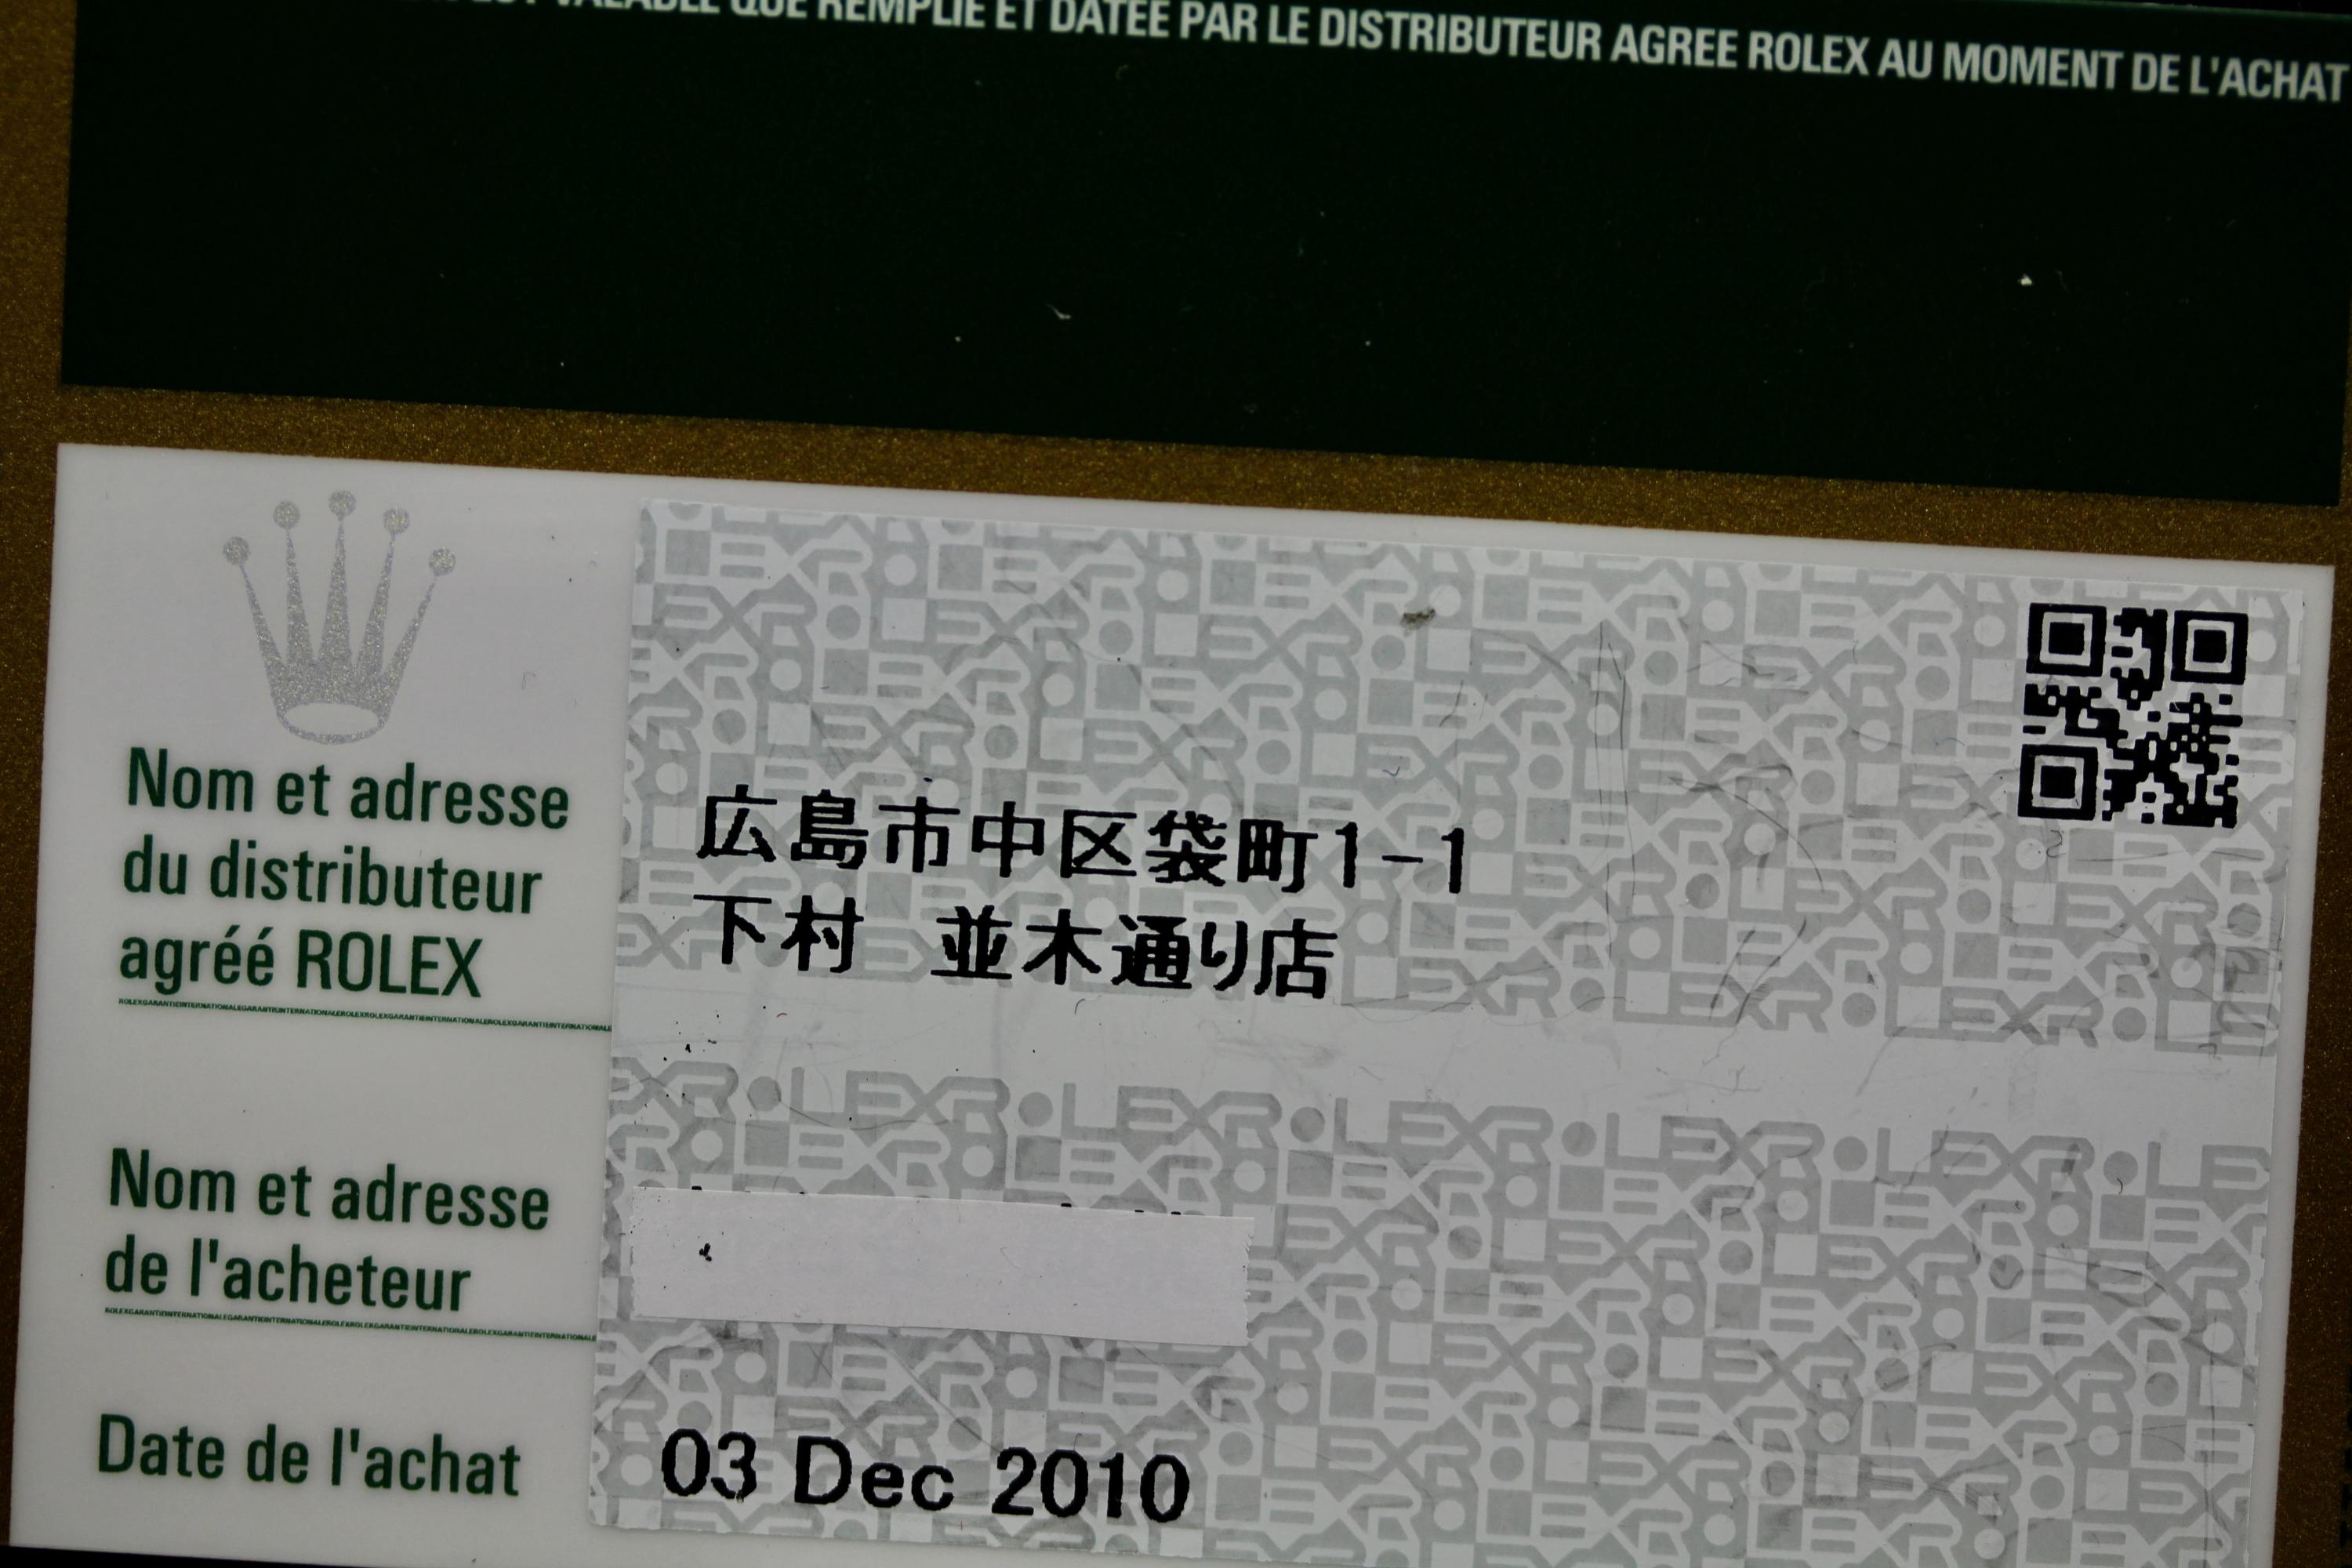 VALABLE QUE REMPLIE ET DATEE PAR LE DISTRIBUTEUR AGREE ROLEX AU MOMENT DE L'ACHAT
Nom et adresse
du distributeur
agréé ROLEX
広島市中区袋町1-1
下村 並木通り店
Nom et adresse
de l'acheteur
Date de l'achat
03 Dec 2010